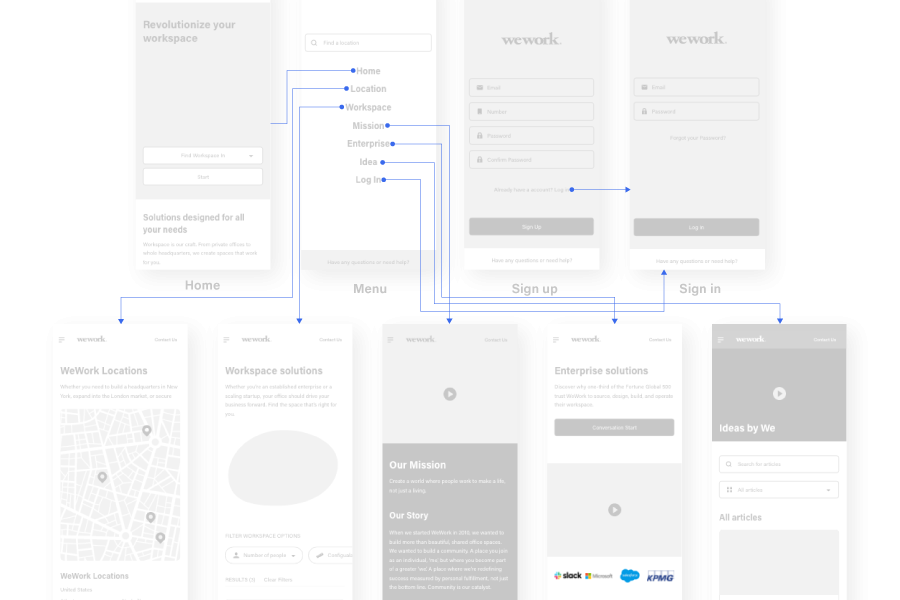 Revolutionize your
workspace
Find Workspace In
Start
Solutions designed for all
your needs
Workspace is our craft. From private offices to
whole headquarters, we create spaces that work
for you.
Home
Find a location
Home
Location
Workspace
Mission
Enterprise
Idea
Log In
Have any questions or need help?
Menu
wework.
Email
Number
Password
Confirm Password
Already have a account? Log in
Sign Up
Have any questions or need help?
Sign up
wework.
Email
Password
Forgot your Password?
Log In
Have any questions or need help?
Sign in
wework.
Contact Us
WeWork Locations
Whether you need to build a headquarters in New
York, expand into the London market, or screen
WeWork Locations
United States
wework.
Contact Us
Workspace solutions
Whether you're an established enterprise or a
scaling startup, your office should drive your
business forward. Find the space that's right for
you.
FILTER WORKSPACE OPTIONS
Number of people
RESULTS (3)
Clear Filters
wework.
Contact Us
Our Mission
Create a world where people work to make a life,
not just a living.
Our Story
When we started WeWork in 2010, we wanted to
build more than beautiful, shared office spaces.
We wanted to build a community. A place you join
as an individual, 'me', but where you become part
of a greater 'we'. A place where we're redefining
success measured by personal fulfillment, not just
the bottom line. Community is our catalyst.
wework.
Contact Us
Enterprise solutions
Discover why one third of the Fortune Global 500
trust WeWork to source, design, build, and operate
their workspace.
Conversation Start
slack
Microsoft
salesforce
KPMG
wework.
Contact Us
Ideas by We
Search for articles
All articles
All articles